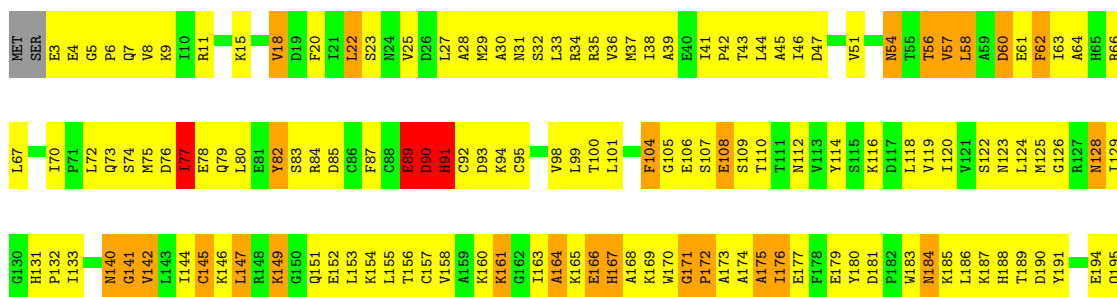 MET SER E3 E4 G5 P6 Q7 V8 K9 I10 R11 K15 V18 D19 F20 I21 L22 S23 N24 V25 D26 L27 A28 M29 A30 N31 S32 L33 R34 R35 V36 M37 I38 A39 E40 I41 P42 T43 L44 A45 I46 D47 V51 N54 T55 T56 V57 L58 A59 D60 E61 F62 I63 A64 H65 R66
L67 I70 P71 L72 Q73 S74 M75 D76 I77 E78 Q79 L80 E81 Y82 S83 R84 D85 C86 F87 C88 E89 D90 H91 C92 D93 K94 C95 V98 L99 T100 L101 F104 G105 E106 S107 E108 S109 T110 T111 N112 V113 Y114 S115 K116 D117 L118 V119 I120 V121 S122 N123 L124 M125 G126 R127 N128 I129
G130 H131 P132 I133 N140 G141 V142 L143 I144 C145 K146 L147 R148 K149 G150 Q151 E152 L153 K154 L155 T156 C157 V158 A159 K160 K161 G162 I163 A164 K165 E166 H167 A168 K169 W170 G171 P172 A173 A174 A175 I176 E177 F178 E179 Y180 D181 P182 W183 N184 K185 L186 K187 H188 T189 D190 Y191 E194 Q195